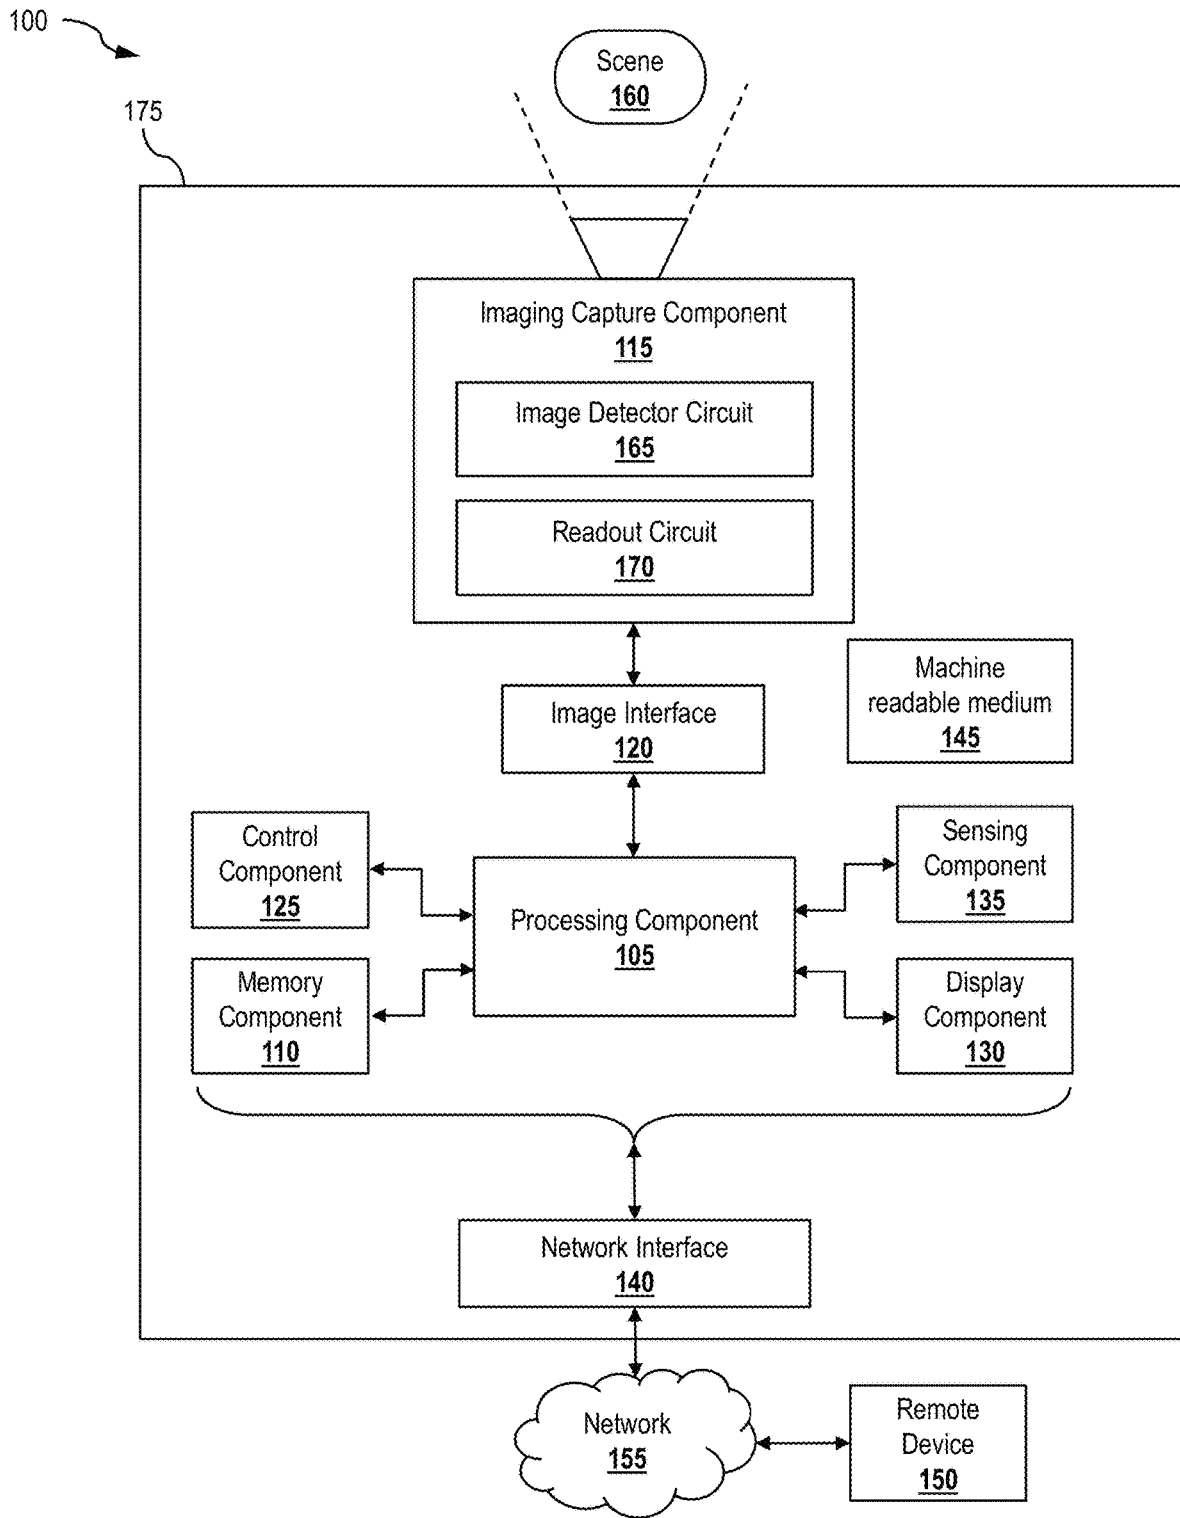 100
Scene
160
175
Imaging Capture Component
115
Image Detector Circuit
165
Readout Circuit
170
Machine
readable medium
145
Image Interface
120
Control
Component
125
Sensing
Component
135
Processing Component
105
Memory
Component
110
Display
Component
130
Network Interface
140
Network
155
Remote
Device
150